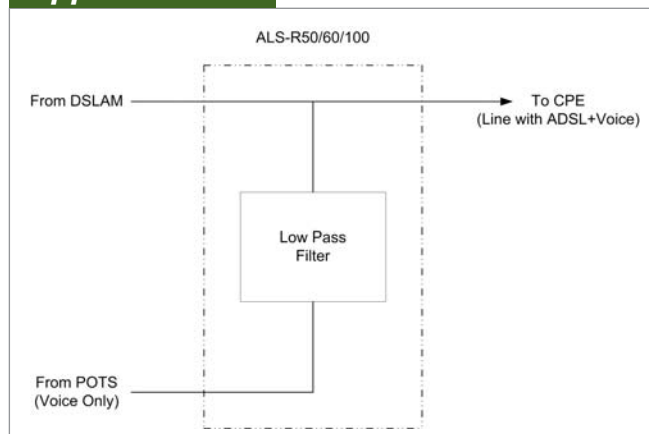 ALS-R50/60/100
From DSLAM
To CPE
(Line with ADSL+Voice)
Low Pass
Filter
From POTS
(Voice Only)